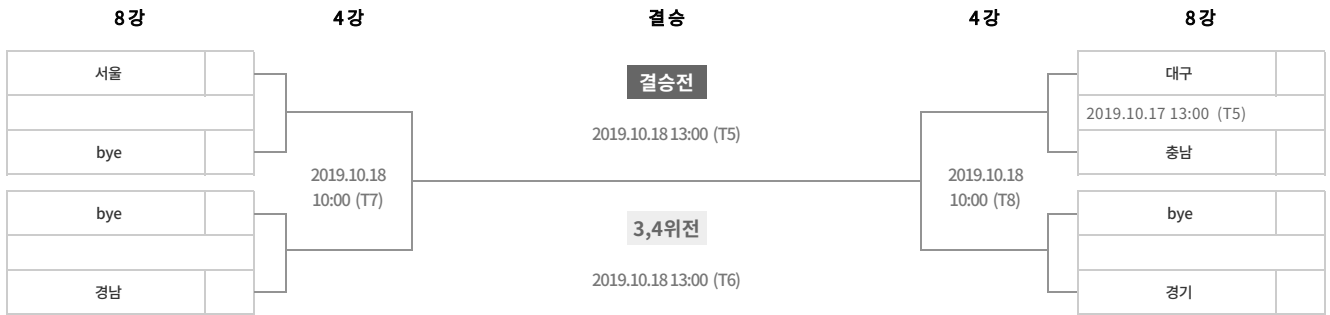 8강 4강 결승 4강 8강
서울
bye
bye
경남
2019.10.18
10:00 (T7)
결승전
2019.10.18 13:00 (T5)
3,4위전
2019.10.18 13:00 (T6)
2019.10.18
10:00 (T8)
대구
2019.10.17 13:00 (T5)
충남
bye
경기